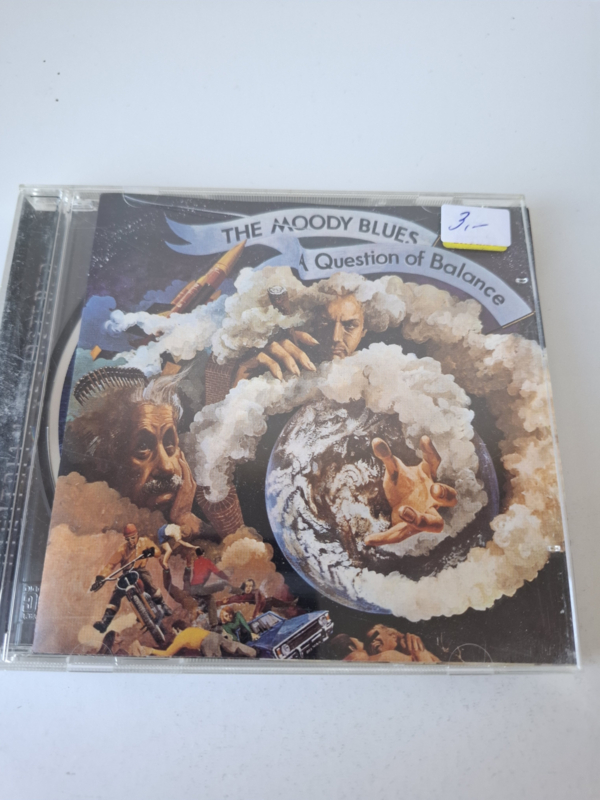 3,-
THE MOODY BLUES
A Question of Balance